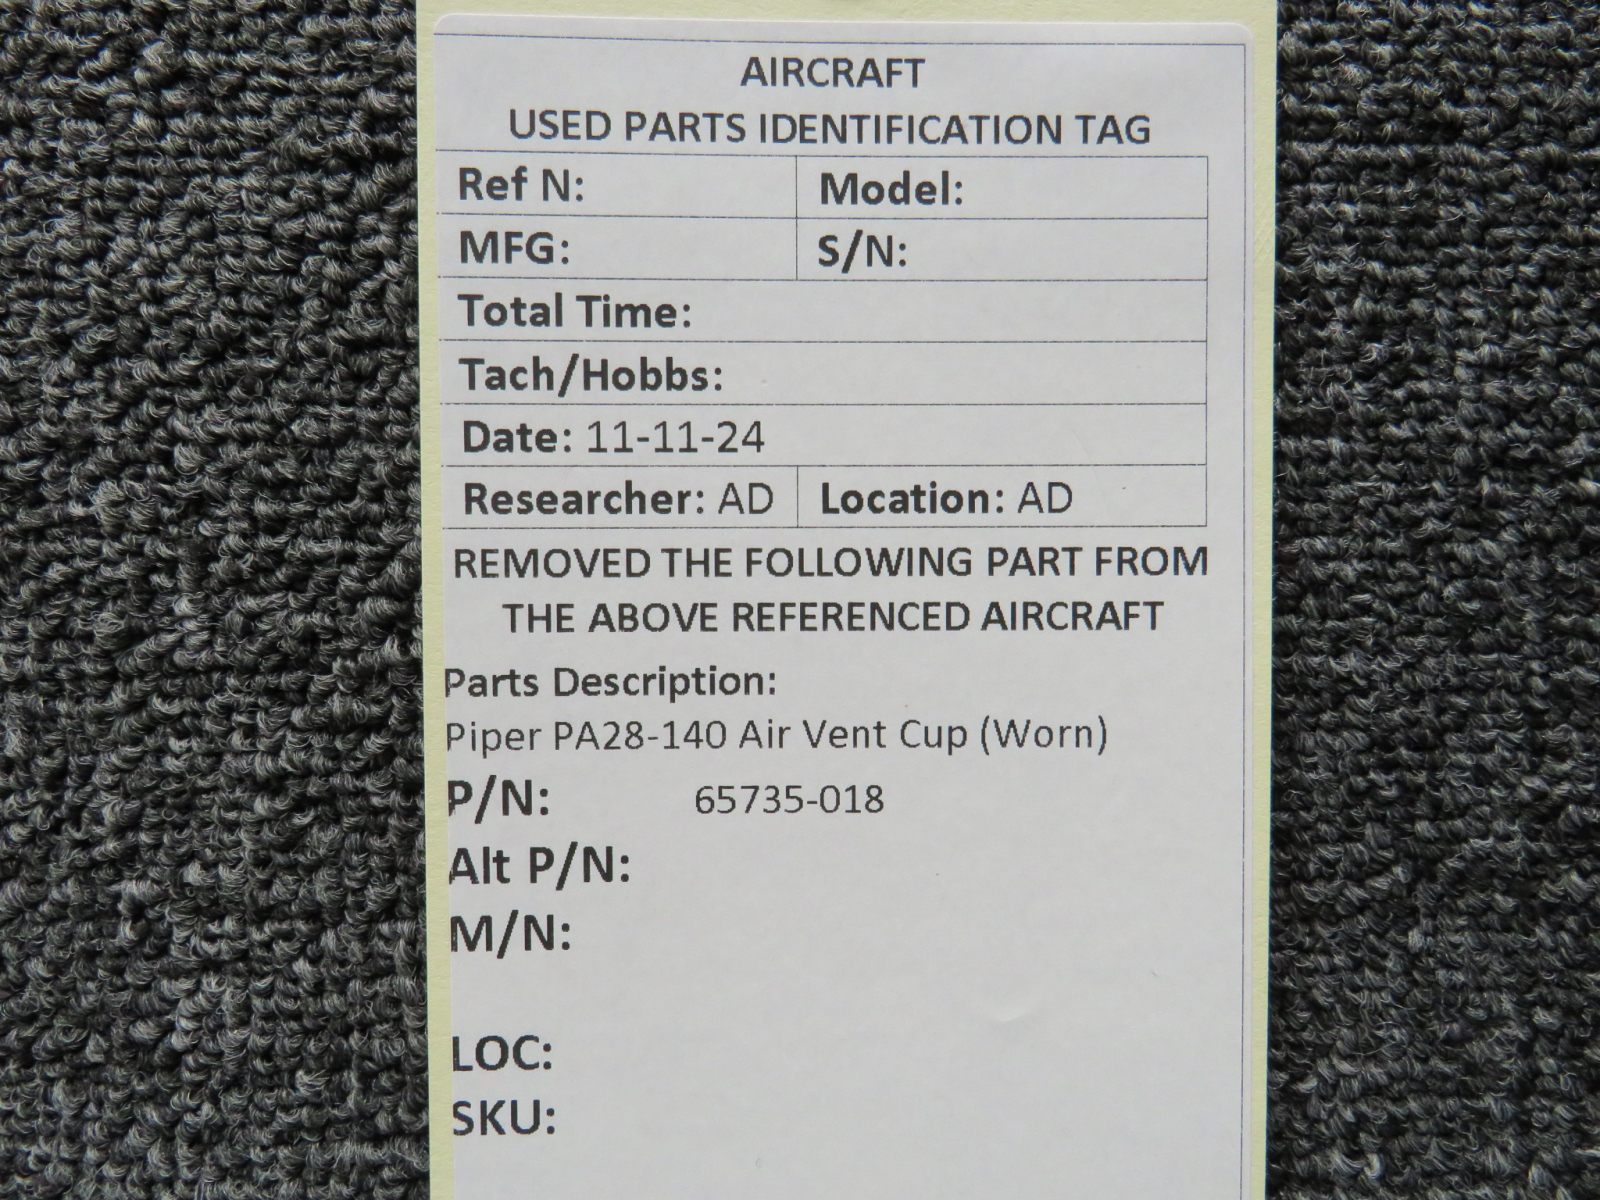 AIRCRAFT
USED PARTS IDENTIFICATION TAG
Ref N: Model:
MFG: S/N:
Total Time:
Tach/Hobbs:
Date: 11-11-24
Researcher: AD Location: AD
REMOVED THE FOLLOWING PART FROM
THE ABOVE REFERENCED AIRCRAFT
Parts Description:
Piper PA28-140 Air Vent Cup (Worn)
P/N: 65735-018
Alt P/N:
M/N:
LOC:
SKU: